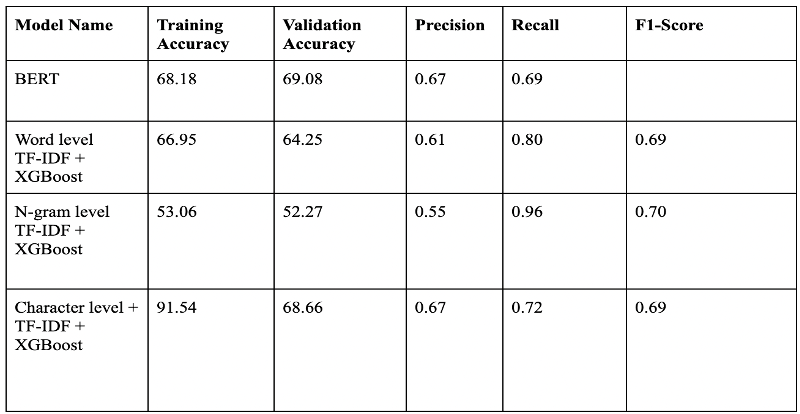 Model Name Training Accuracy Validation Accuracy Precision Recall F1-Score
BERT 68.18 69.08 0.67 0.69
Word level TF-IDF + XGBoost 66.95 64.25 0.61 0.80 0.69
N-gram level TF-IDF + XGBoost 53.06 52.27 0.55 0.96 0.70
Character level + TF-IDF + XGBoost 91.54 68.66 0.67 0.72 0.69